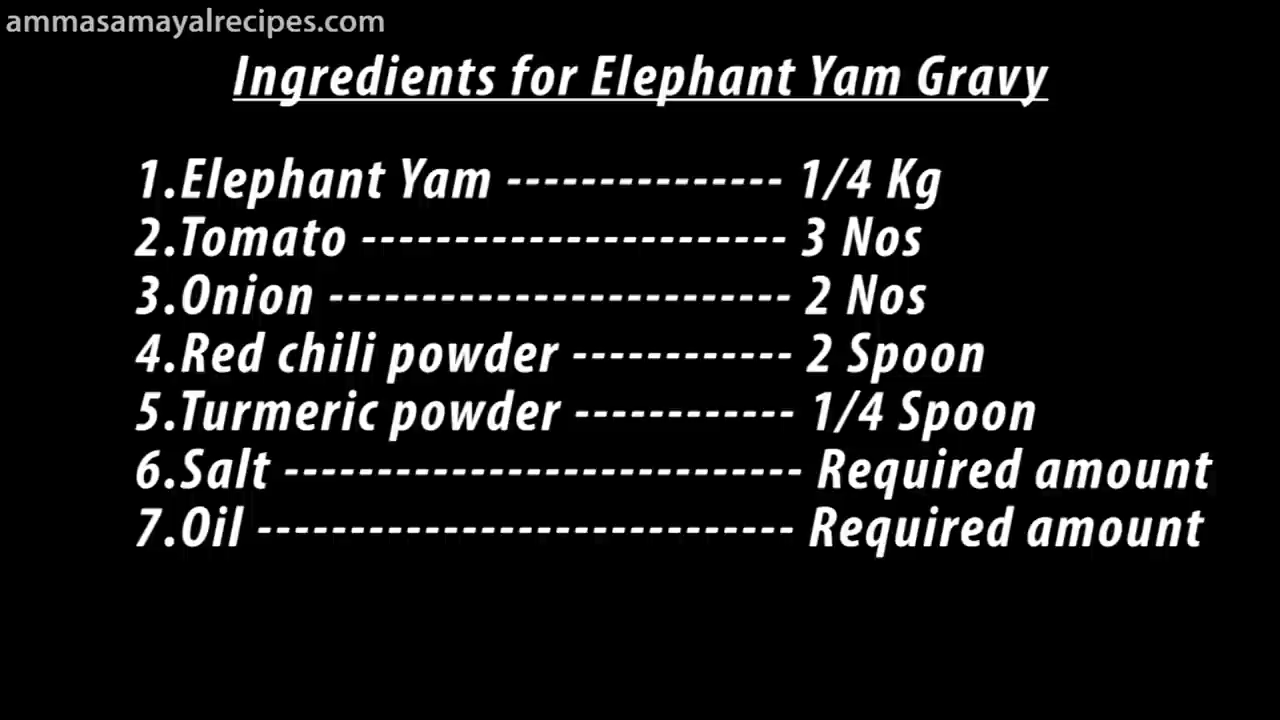 ammasamayalrecipes.com
Ingredients for Elephant Yam Gravy
1.Elephant Yam --------------- 1/4 Kg
2.Tomato ----------------------- 3 Nos
3.Onion ------------------------- 2 Nos
4.Red chili powder ------------ 2 Spoon
5.Turmeric powder ------------ 1/4 Spoon
6.Salt ---------------------------- Required amount
7.Oil ----------------------------- Required amount